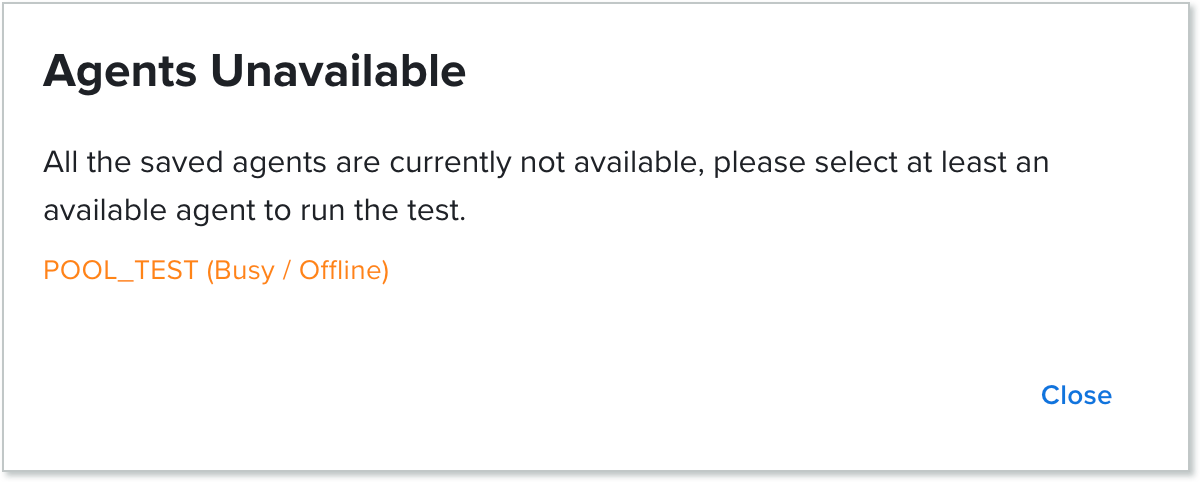 Agents Unavailable
All the saved agents are currently not available, please select at least an
available agent to run the test.
POOL_TEST (Busy / Offline)
Close